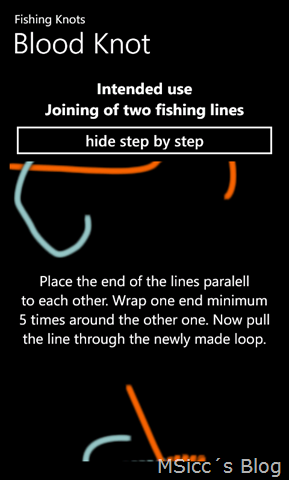 Fishing Knots
Blood Knot
Intended use
Joining of two fishing lines
hide step by step
Place the end of the lines paralell
to each other. Wrap one end minimum
5 times around the other one. Now pull
the line through the newly made loop.
MSicc´s Blog